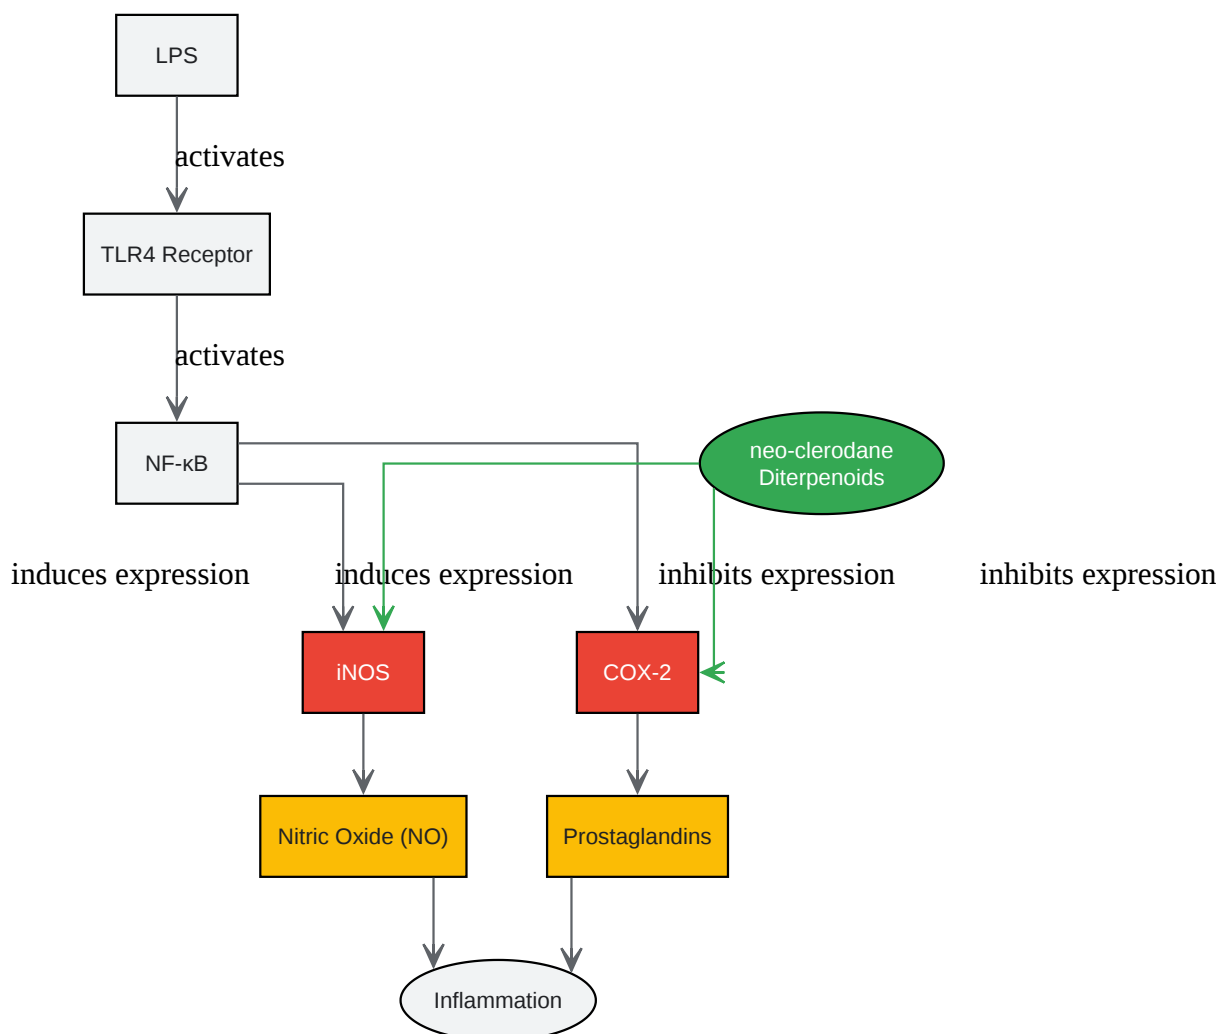 LPS
activates
TLR4 Receptor
activates
NF-κB
neo-clerodane
Diterpenoids
induces expression
induces expression
inhibits expression
inhibits expression
iNOS
COX-2
Nitric Oxide (NO)
Prostaglandins
Inflammation